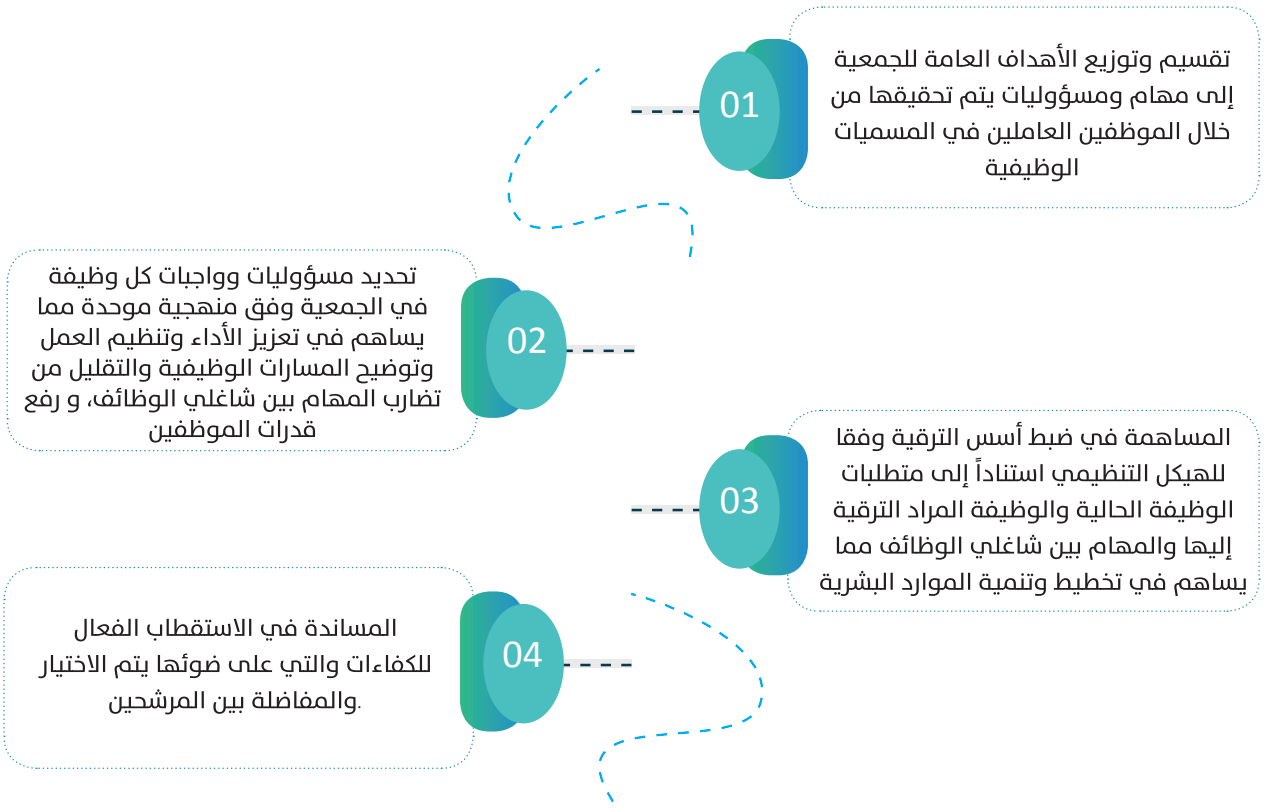 01
تقسيم وتوزيع الأهداف العامة للجمعية
إلى مهام ومسؤوليات يتم تحقيقها من
خلال الموظفين العاملين في المسميات
الوظيفية
02
تحديد مسؤوليات وواجبات كل وظيفة
في الجمعية وفق منهجية موحدة مما
يساهم في تعزيز الأداء وتنظيم العمل
وتوضيح المسارات الوظيفية والتقليل من
تضارب المهام بين شاغلي الوظائف، و رفع
قدرات الموظفين
03
المساهمة في ضبط أسس الترقية وفقا
للهيكل التنظيمي استناداً إلى متطلبات
الوظيفة الحالية والوظيفة المراد الترقية
إليها والمهام بين شاغلي الوظائف مما
يساهم في تخطيط وتنمية الموارد البشرية
04
المساندة في الاستقطاب الفعال
للكفاءات والتي على ضوئها يتم الاختيار
.والمفاضلة بين المرشحين